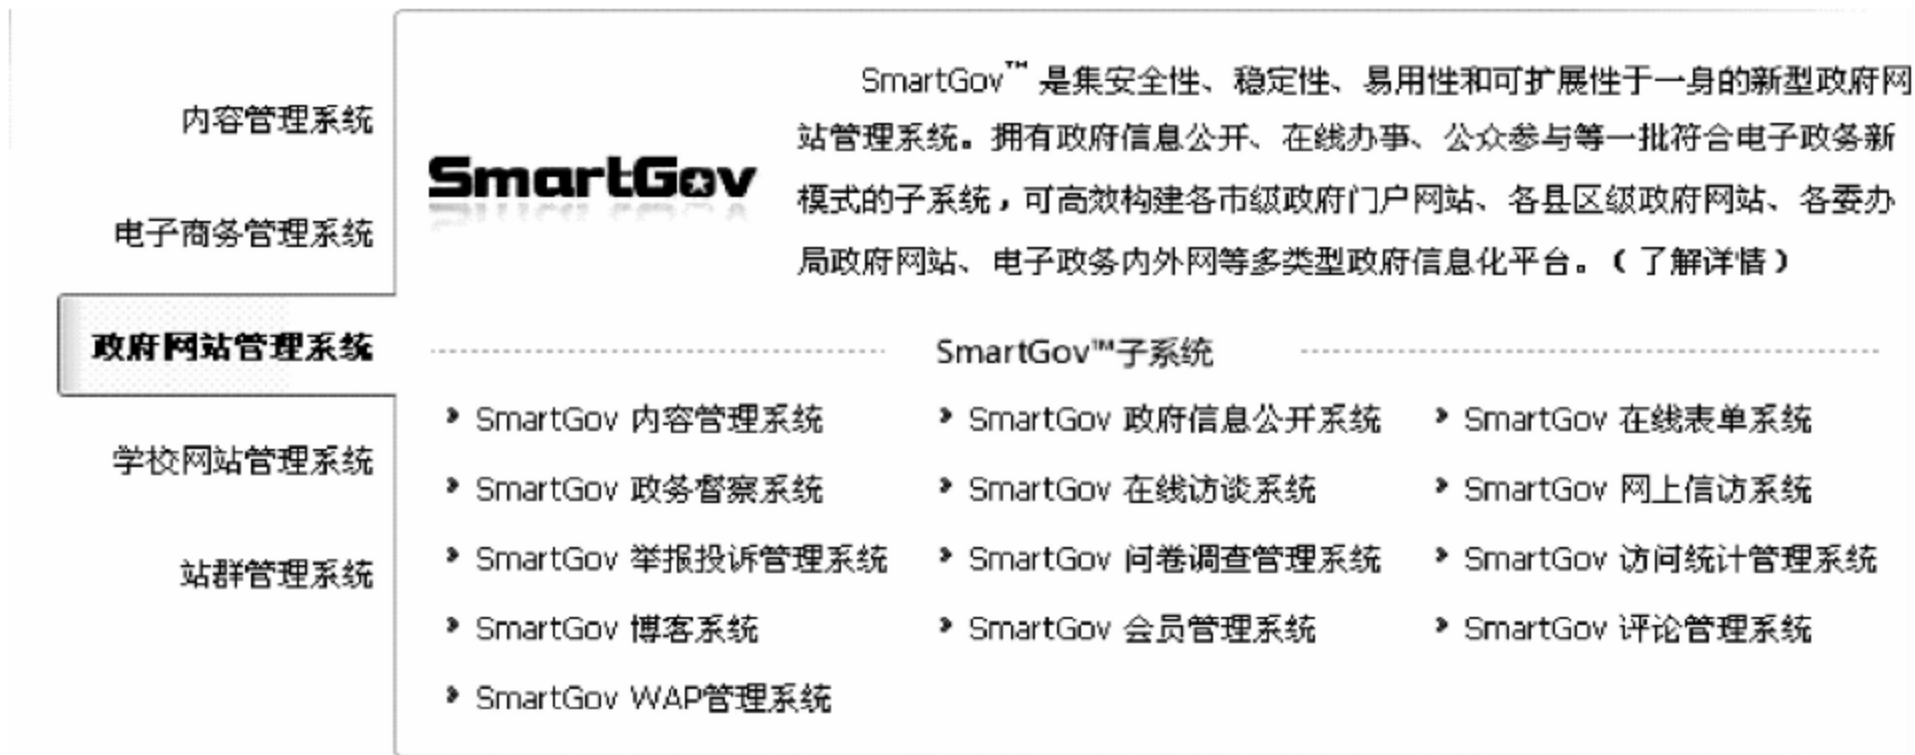 内容管理系统
电子商务管理系统
政府网站管理系统
学校网站管理系统
站群管理系统
SmartGov
SmartGov™ 是集安全性、稳定性、易用性和可扩展性于一身的新型政府网
站管理系统。拥有政府信息公开、在线办事、公众参与等一批符合电子政务新
模式的子系统，可高效构建各市级政府门户网站、各县区级政府网站、各委办
局政府网站、电子政务内外网等多类型政府信息化平台。（了解详情）
SmartGov™子系统
SmartGov 内容管理系统
SmartGov 政府信息公开系统
SmartGov 在线表单系统
SmartGov 政务督察系统
SmartGov 在线访谈系统
SmartGov 网上信访系统
SmartGov 举报投诉管理系统
SmartGov 问卷调查管理系统
SmartGov 访问统计管理系统
SmartGov 博客系统
SmartGov 会员管理系统
SmartGov 评论管理系统
SmartGov WAP管理系统